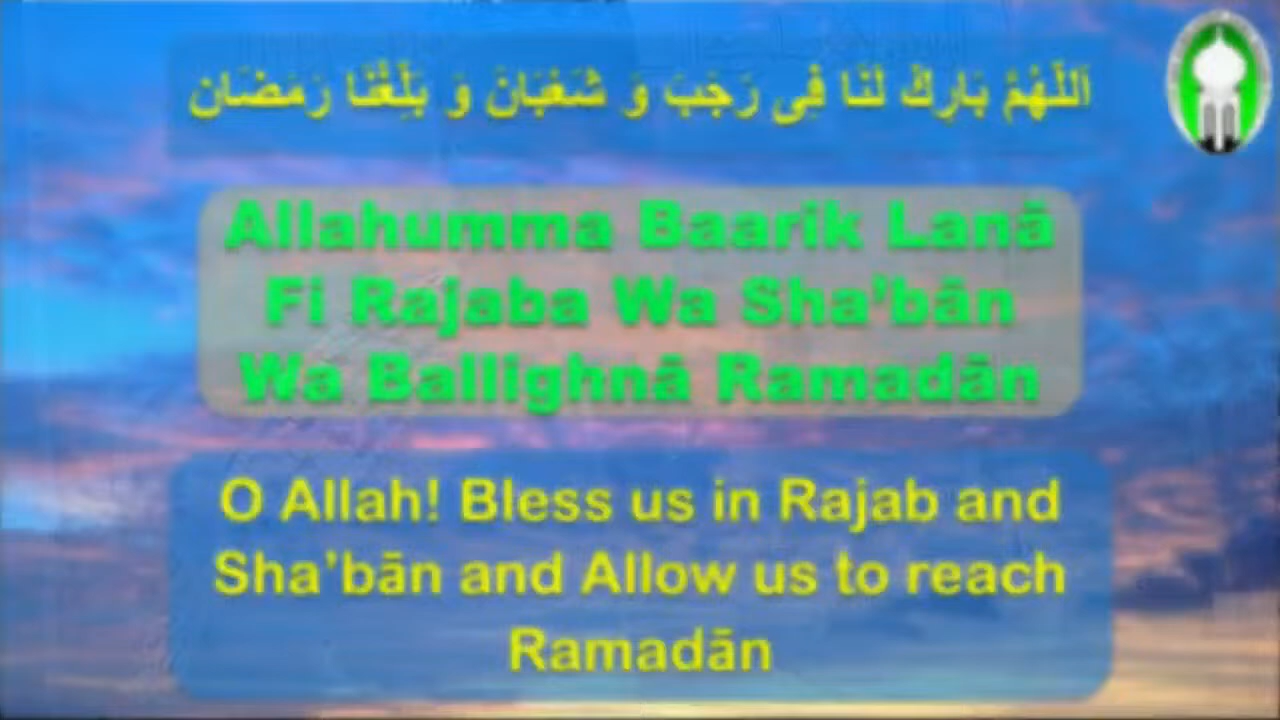 اَللّٰهُمَّ بَارِكْ لَنَا فِى رَجَبَ وَ شَعْبَانَ وَ بَلِّغْنَا رَمَضَان
Allahumma Baarik Lanā
Fi Rajaba Wa Sha’bān
Wa Ballighnā Ramadān
O Allah! Bless us in Rajab and
Sha’bān and Allow us to reach
Ramadān